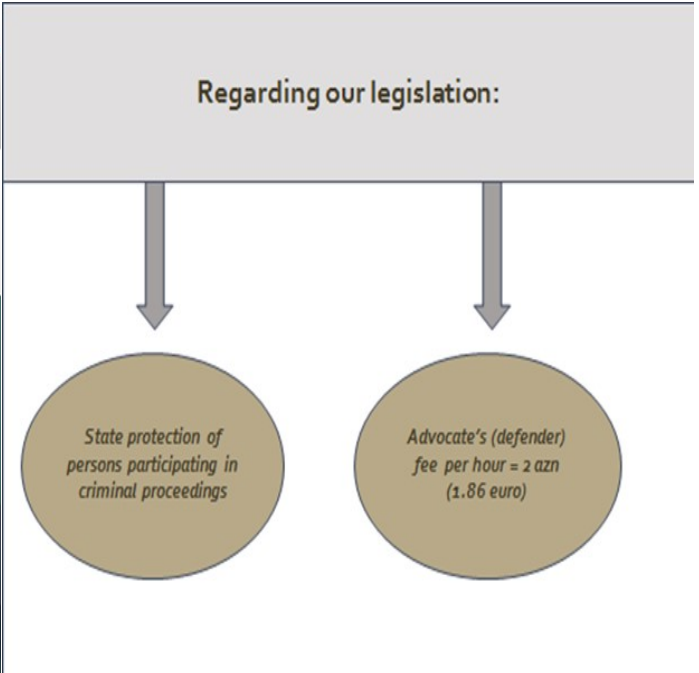 Regarding our legislation:
State protection of
persons participating in
criminal proceedings
Advocate's (defender)
fee per hour = 2 azn
(1.86 euro)